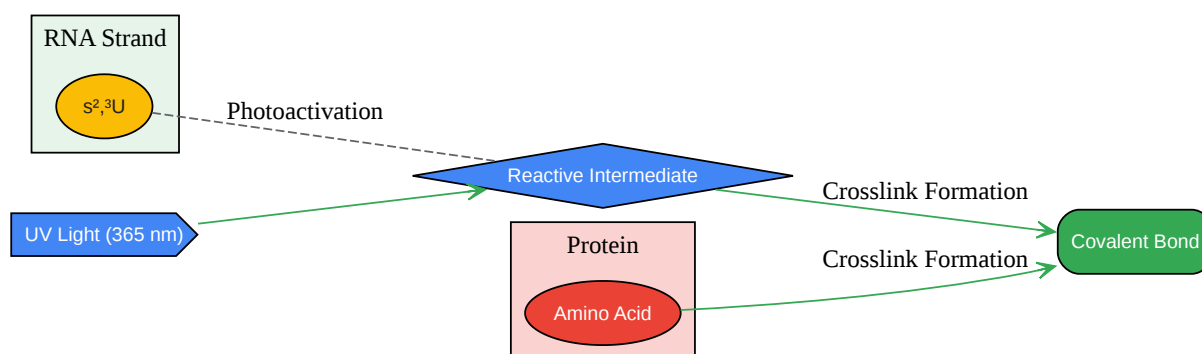 RNA Strand
s²,³U
Photoactivation
Reactive Intermediate
UV Light (365 nm)
Crosslink Formation
Protein
Covalent Bond
Crosslink Formation
Amino Acid